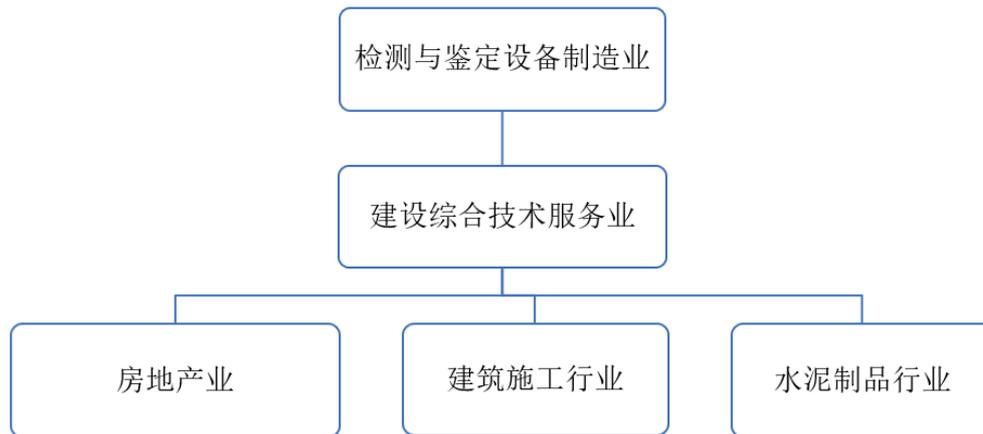 检测与鉴定设备制造业
建设综合技术服务业
房地产业
建筑施工行业
水泥制品行业